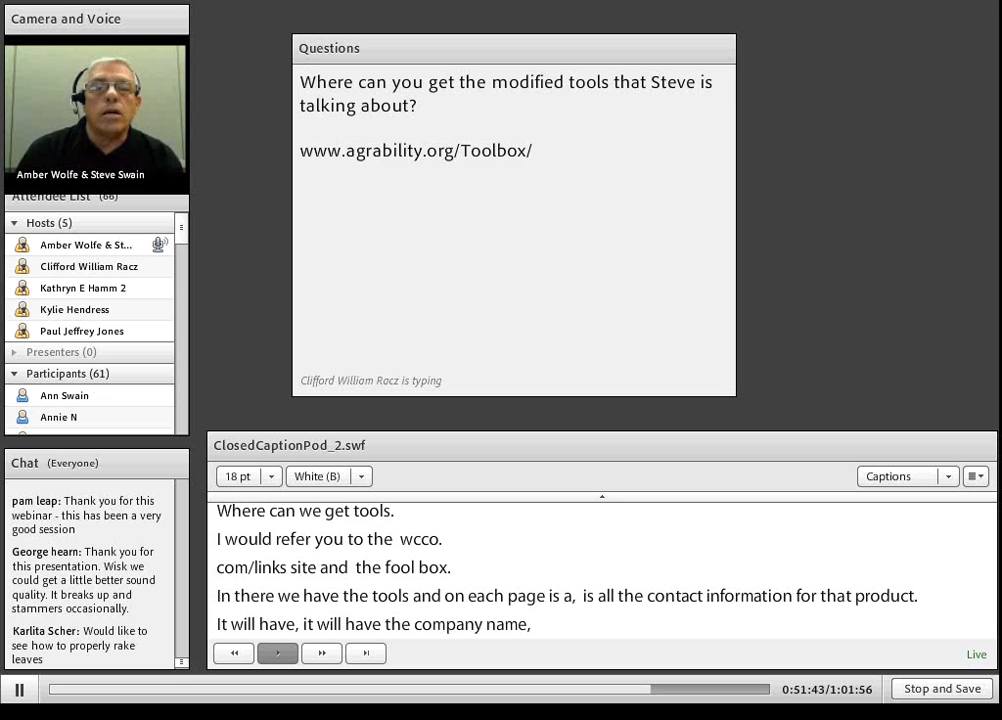 Camera and Voice
Amber Wolfe & Steve Swain
Attendee List (66)
Hosts (5)
Amber Wolfe & St...
Clifford William Racz
Kathryn E Hamm 2
Kylie Hendress
Paul Jeffrey Jones
Presenters (0)
Participants (61)
Ann Swain
Annie N
Chat (Everyone)
pam leap: Thank you for this
webinar - this has been a very
good session
George hearn: Thank you for
this presentation. Wisk we
could get a little better sound
quality. It breaks up and
stammers occasionally.
Karlita Scher: Would like to
see how to properly rake
leaves
Questions
Where can you get the modified tools that Steve is
talking about?
www.agrability.org/Toolbox/
Clifford William Racz is typing
ClosedCaptionPod_2.swf
18 pt
White (B)
Captions
Where can we get tools.
I would refer you to the wcco.
com/links site and the fool box.
In there we have the tools and on each page is a, is all the contact information for that product.
It will have, it will have the company name,
Live
0:51:43/1:01:56
Stop and Save